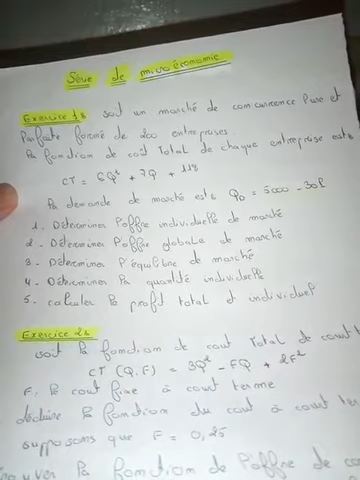 Série de microéconomie
Exercice 1:
soit un marché de concurrence Pure et
Parfaite formé de 200 entreprises.
la fonction de coût Total de chaque entreprise est:
CT = 6Q² + 7Q + 118
la demande de marché est: QD = 5000 - 30P
1. Déterminer l'offre individuelle de marché
2 - Déterminer l'offre globale de marché
3 - Déterminer l'équilibre de marché
4 - Déterminer la quantité individuelle
5. calculer le profit total et individuel
Exercice 2:
soit la fonction de cout Total de court
CT (Q,F) = 3Q² - FQ + 2F²
F. le cout fixe à court terme
déduire la fonction du cout à court
supposons que F = 0,25
la fonction de l'offre de